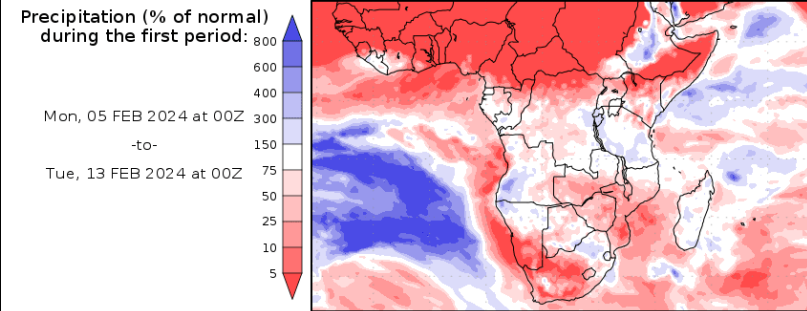 Precipitation (% of normal)
during the first period:
Mon, 05 FEB 2024 at 00Z
-to-
Tue, 13 FEB 2024 at 00Z
800
600
400
300
150
75
50
25
10
5